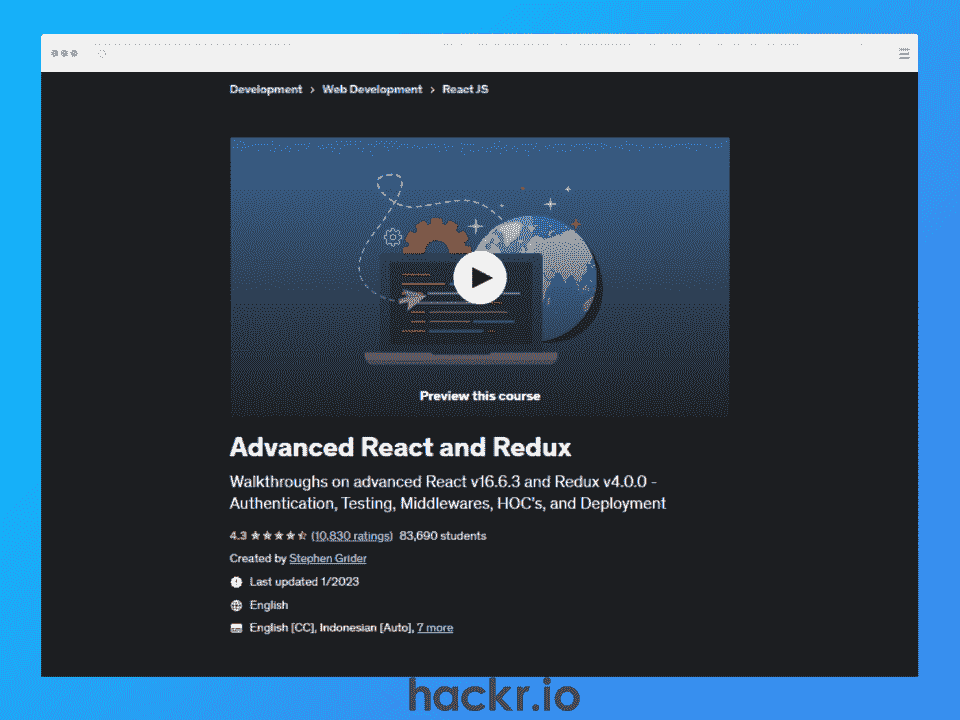 Development › Web Development › React JS
Preview this course
Advanced React and Redux
Walkthroughs on advanced React v16.6.3 and Redux v4.0.0 -
Authentication, Testing, Middlewares, HOC's, and Deployment
4.3 ★★★★⯪ (10,830 ratings) 83,690 students
Created by Stephen Grider
Last updated 1/2023
English
English [CC], Indonesian [Auto], 7 more
hackr.io